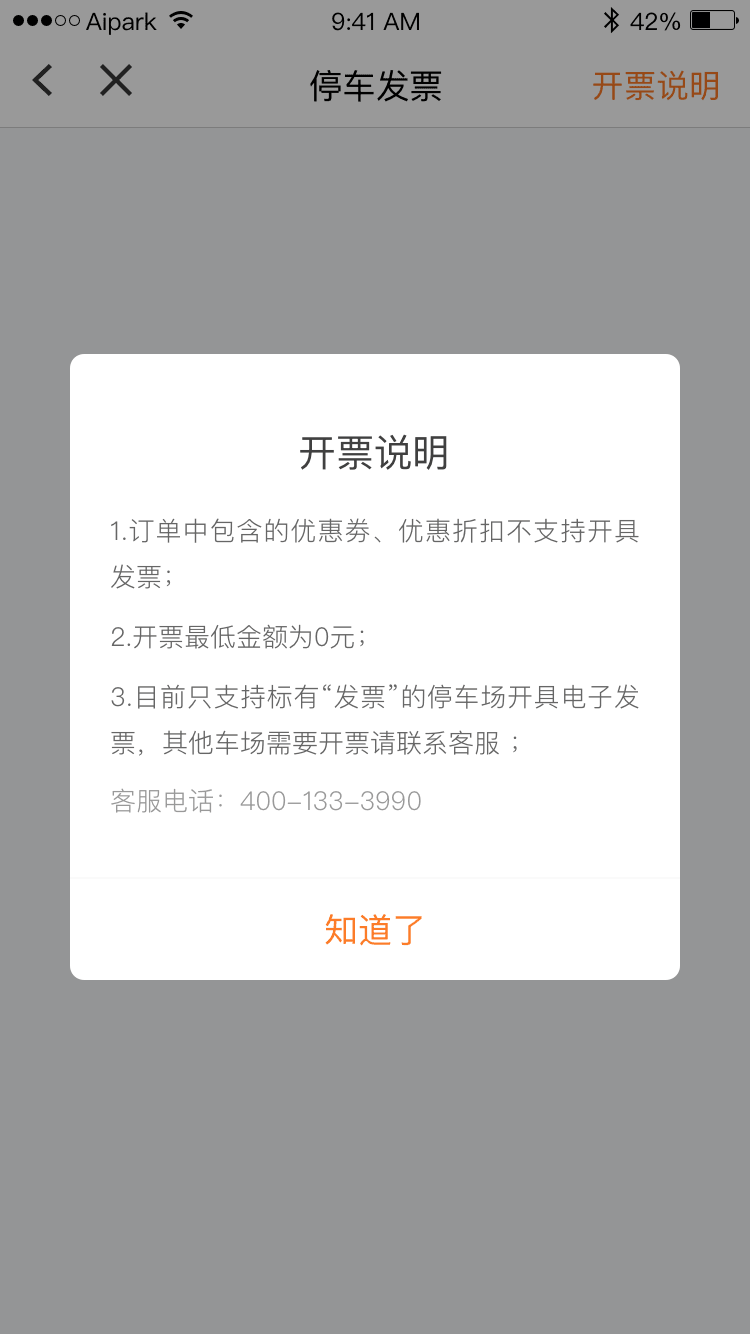 Aipark 9:41 AM 42%
停车发票 开票说明
开票说明
1.订单中包含的优惠券、优惠折扣不支持开具
发票；
2.开票最低金额为0元；
3.目前只支持标有“发票”的停车场开具电子发
票，其他车场需要开票请联系客服；
客服电话：400-133-3990
知道了